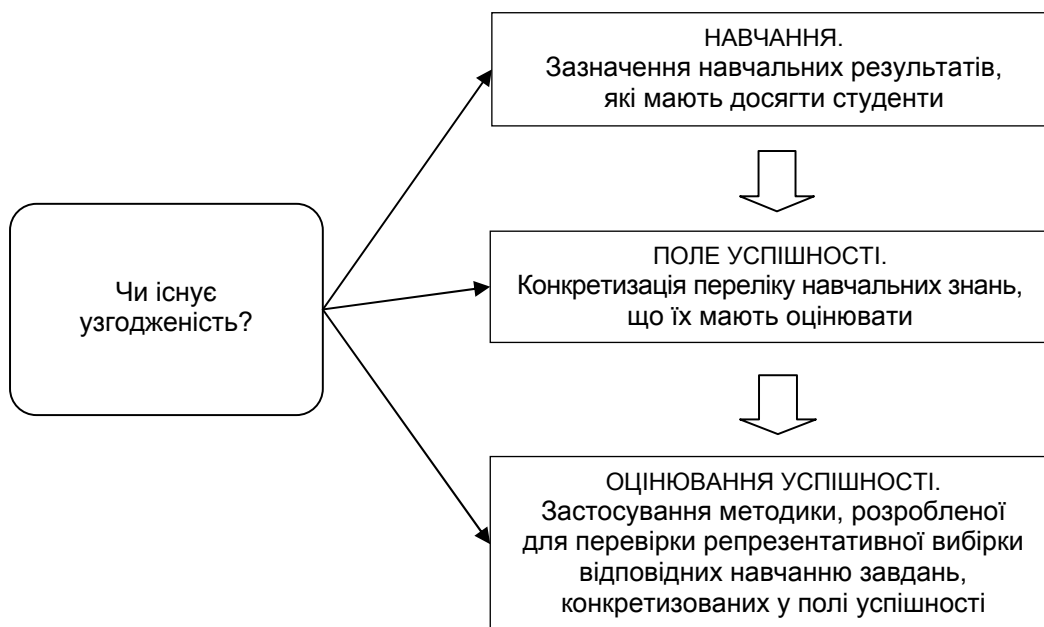 НАВЧАННЯ.
Зазначення навчальних результатів,
які мають досягти студенти
Чи існує
узгодженість?
ПОЛЕ УСПІШНОСТІ.
Конкретизація переліку навчальних знань,
що їх мають оцінювати
ОЦІНЮВАННЯ УСПІШНОСТІ.
Застосування методики, розробленої
для перевірки репрезентативної вибірки
відповідних навчанню завдань,
конкретизованих у полі успішності